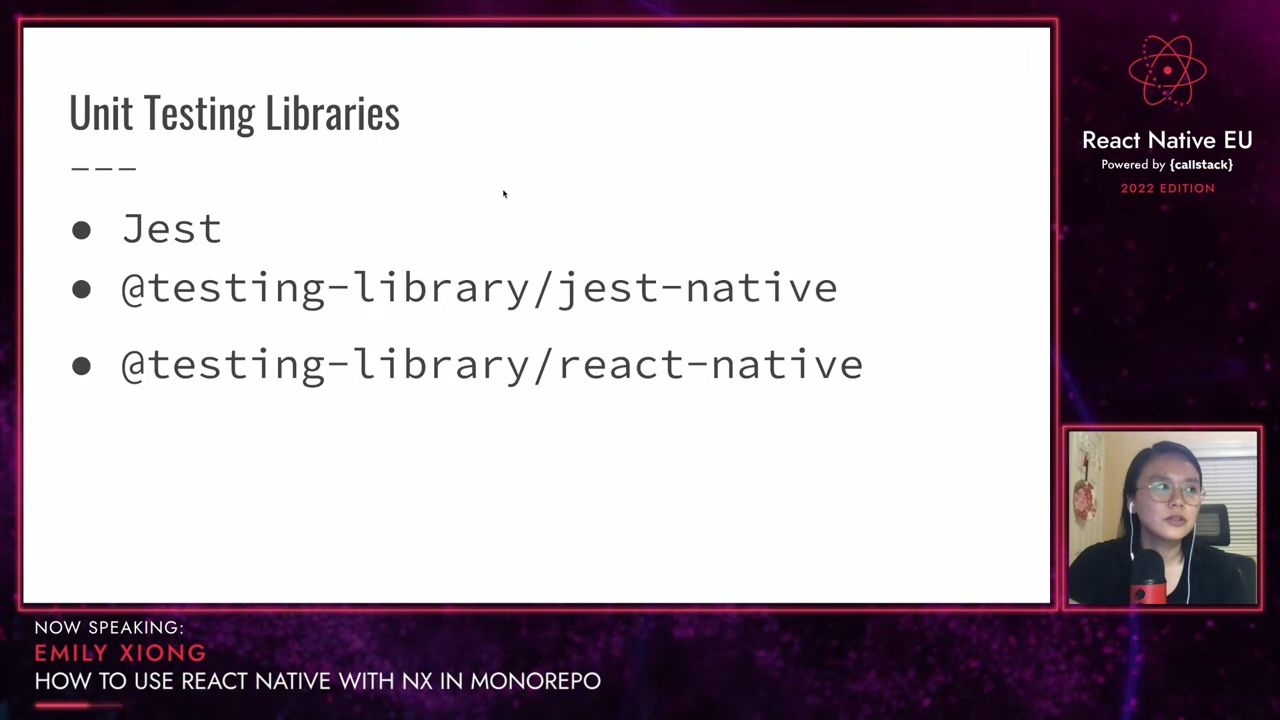 Unit Testing Libraries
---
● Jest
● @testing-library/jest-native
● @testing-library/react-native
React Native EU
Powered by {callstack}
2022 EDITION
NOW SPEAKING:
EMILY XIONG
HOW TO USE REACT NATIVE WITH NX IN MONOREPO